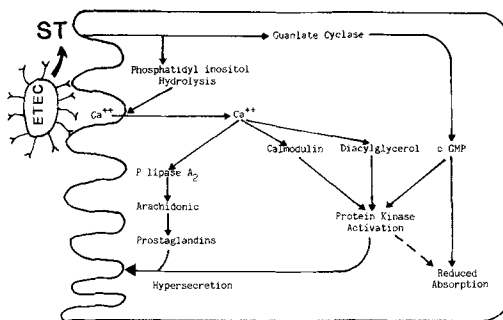 ST
Guanlate Cyclase
Phosphatidyl inositol
Hydrolysis
ETEC
Ca++
Ca++
Calmodulin
Diacylglycerol
c GMP
P lipase A2
Arachidonic
Prostaglandins
Protein Kinase
Activation
Reduced
Absorption
Hypersecretion